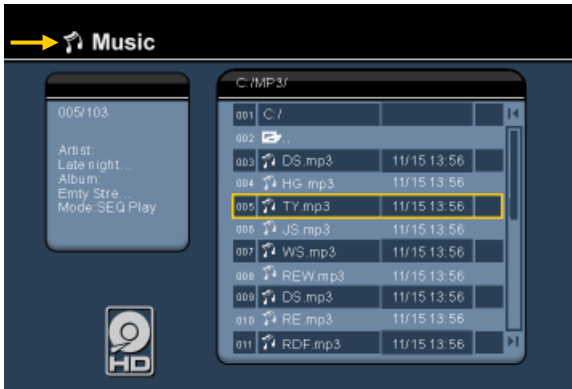 Music
005/103
Artist:
Late night...
Album:
Emty Stre...
Mode:SEQ Play
C:/MP3/
001 C:/
002 ..
003 DS.mp3 11/15 13:56
004 HG.mp3 11/15 13:56
005 TY.mp3 11/15 13:56
006 JS.mp3 11/15 13:56
007 WS.mp3 11/15 13:56
008 REW.mp3 11/15 13:56
009 DS.mp3 11/15 13:56
010 RE.mp3 11/15 13:56
011 RDF.mp3 11/15 13:56
9
HD